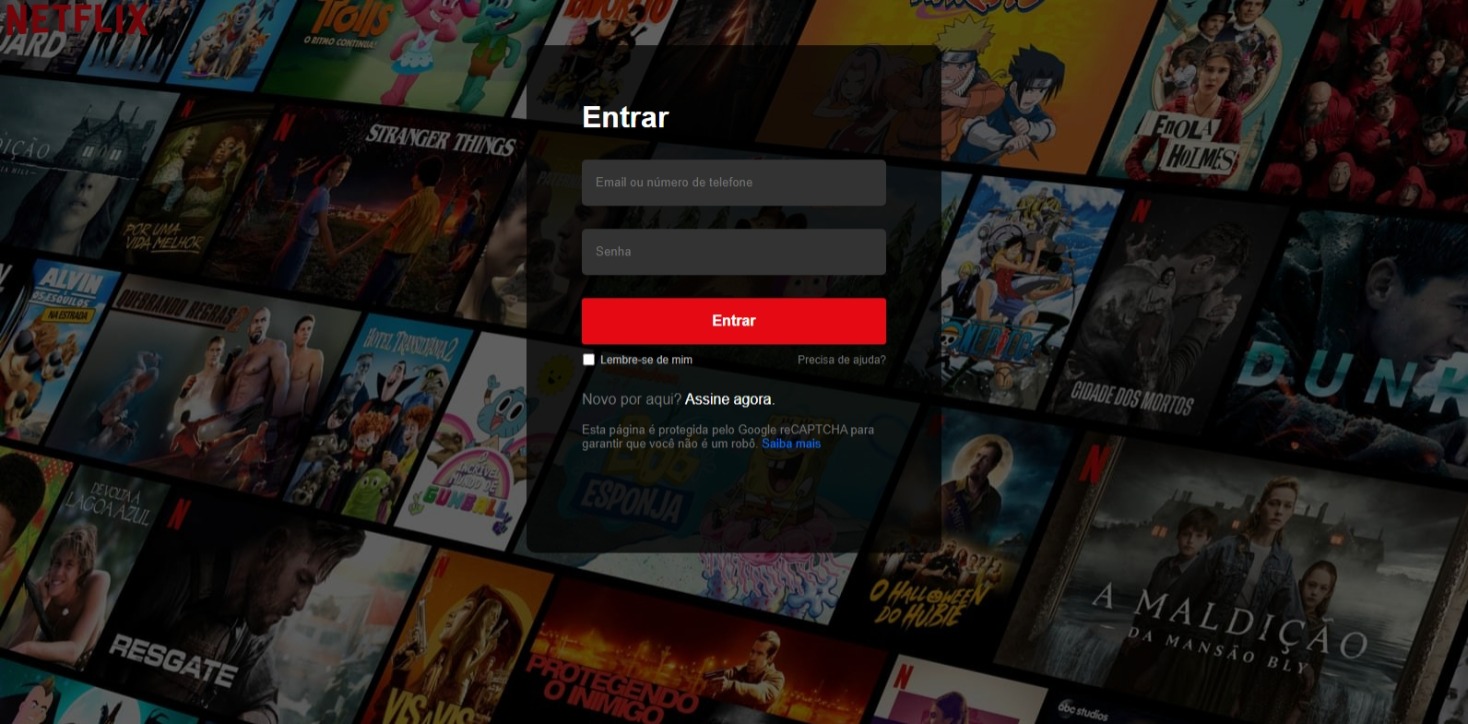 NETFLIX
Trolls
O RITMO CONTINUA!
STRANGER THINGS
ENOLA
HOLMES
POR UMA
VIDA MELHOR
ALVIN
E OS ESQUILOS
NA ESTRADA
QUEBRANDO REGRAS 2
HOTEL TRANSILVÂNIA 2
O INCRÍVEL
MUNDO DE
GUMBALL
ONE PIECE
CIDADE DOS MORTOS
DUNK
Entrar
Email ou número de telefone
Senha
Entrar
Lembre-se de mim
Precisa de ajuda?
Novo por aqui? Assine agora.
Esta página é protegida pelo Google reCAPTCHA para
garantir que você não é um robô. Saiba mais
BOB
ESPONJA
DE VOLTA À
LAGOA AZUL
RESGATE
VIS A VIS
PROTEGENDO
O INIMIGO
O HALLOWEEN
DO HUBIE
A MALDIÇÃO
DA MANSÃO BLY
abc studios